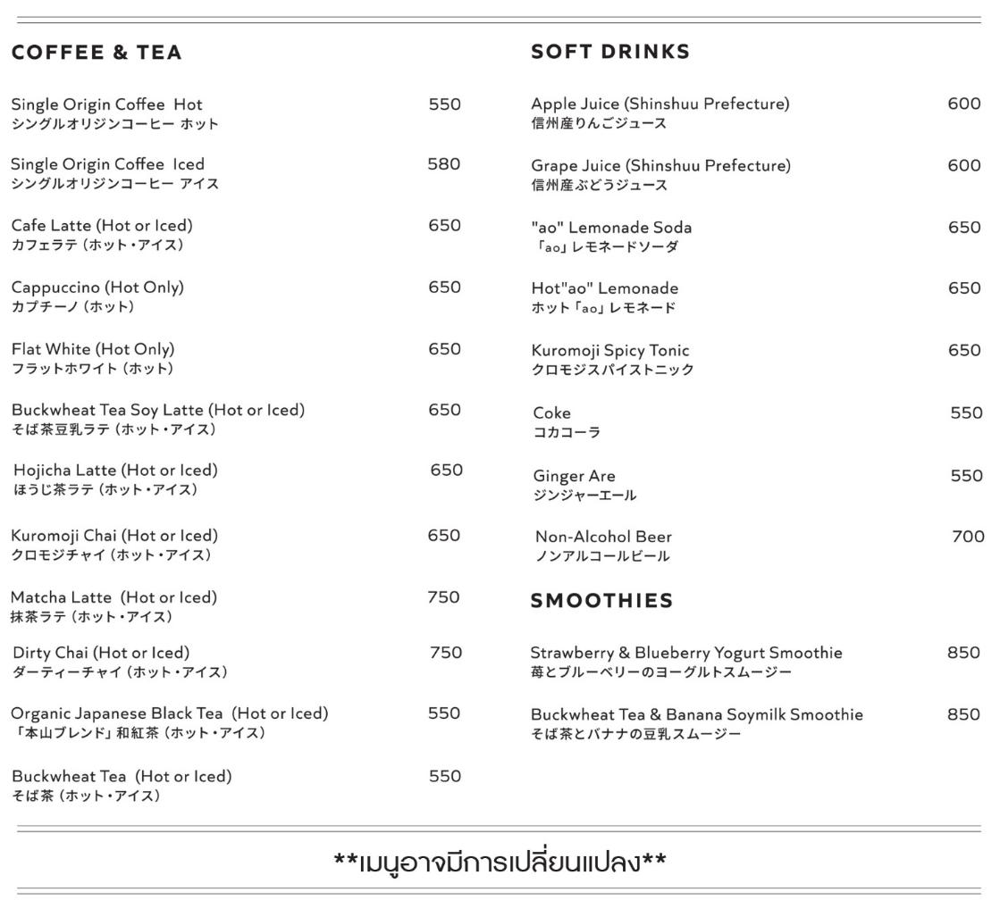 COFFEE & TEA
Single Origin Coffee Hot 550
シングルオリジンコーヒー ホット
Single Origin Coffee Iced 580
シングルオリジンコーヒー アイス
Cafe Latte (Hot or Iced) 650
カフェラテ（ホット・アイス）
Cappuccino (Hot Only) 650
カプチーノ（ホット）
Flat White (Hot Only) 650
フラットホワイト（ホット）
Buckwheat Tea Soy Latte (Hot or Iced) 650
そば茶豆乳ラテ（ホット・アイス）
Hojicha Latte (Hot or Iced) 650
ほうじ茶ラテ（ホット・アイス）
Kuromoji Chai (Hot or Iced) 650
クロモジチャイ（ホット・アイス）
Matcha Latte (Hot or Iced) 750
抹茶ラテ（ホット・アイス）
Dirty Chai (Hot or Iced) 750
ダーティーチャイ（ホット・アイス）
Organic Japanese Black Tea (Hot or Iced) 550
「本山ブレンド」和紅茶（ホット・アイス）
Buckwheat Tea (Hot or Iced) 550
そば茶（ホット・アイス）
SOFT DRINKS
Apple Juice (Shinshuu Prefecture) 600
信州産りんごジュース
Grape Juice (Shinshuu Prefecture) 600
信州産ぶどうジュース
"ao" Lemonade Soda 650
「ao」レモネードソーダ
Hot"ao" Lemonade 650
ホット「ao」レモネード
Kuromoji Spicy Tonic 650
クロモジスパイストニック
Coke 550
コカコーラ
Ginger Are 550
ジンジャーエール
Non-Alcohol Beer 700
ノンアルコールビール
SMOOTHIES
Strawberry & Blueberry Yogurt Smoothie 850
苺とブルーベリーのヨーグルトスムージー
Buckwheat Tea & Banana Soymilk Smoothie 850
そば茶とバナナの豆乳スムージー
**เมนูอาจมีการเปลี่ยนแปลง**